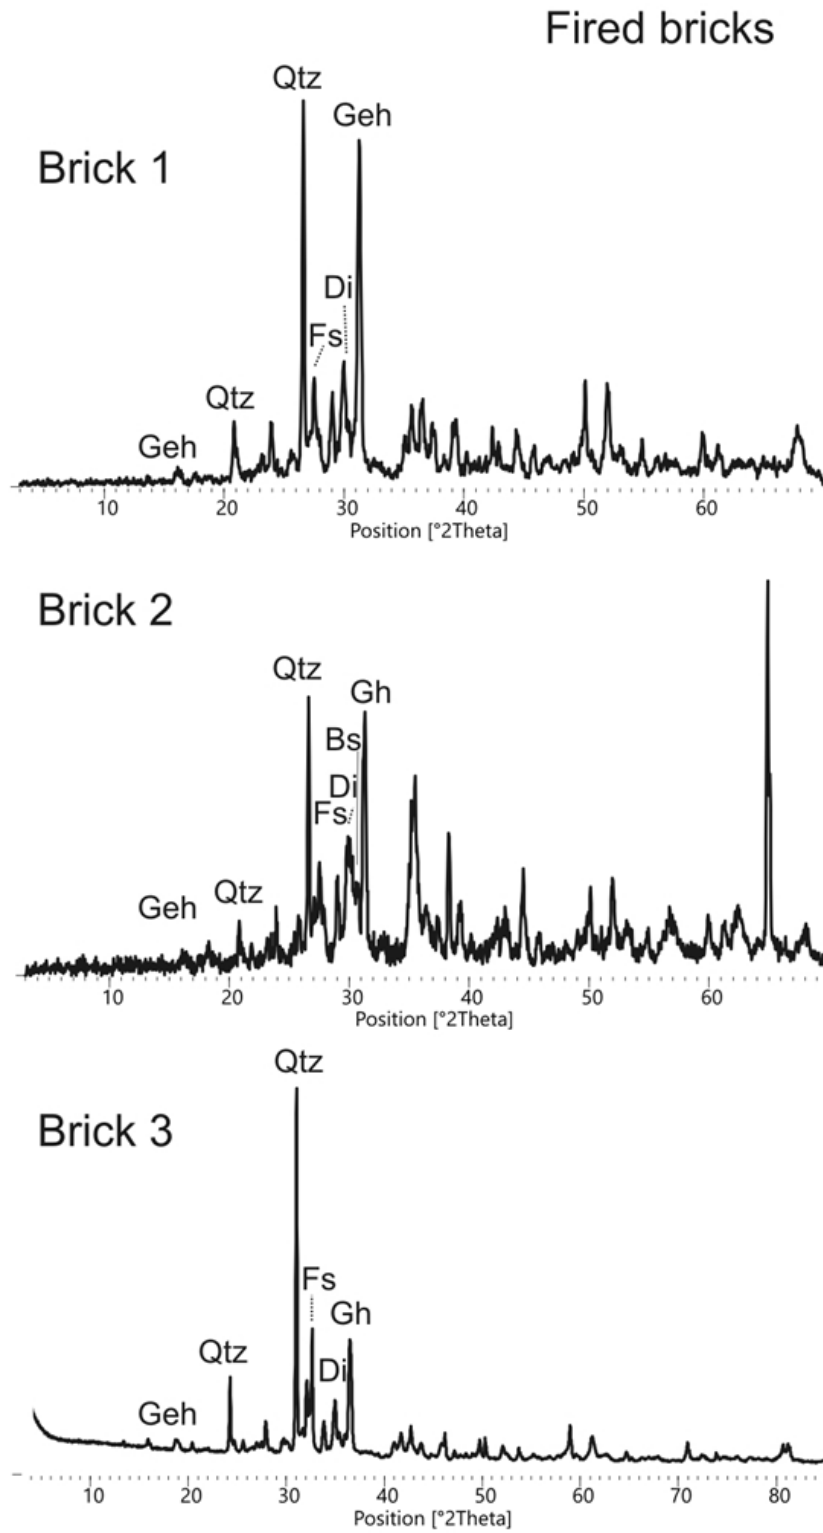 Fired bricks
Brick 1
Qtz
Geh
Di
Fs
Qtz
Geh
10 20 30 40 50 60
Position [°2Theta]
Brick 2
Qtz
Gh
Bs
Di
Fs
Qtz
Geh
10 20 30 40 50 60
Position [°2Theta]
Brick 3
Qtz
Fs
Gh
Qtz
Di
Geh
10 20 30 40 50 60 70 80
Position [°2Theta]